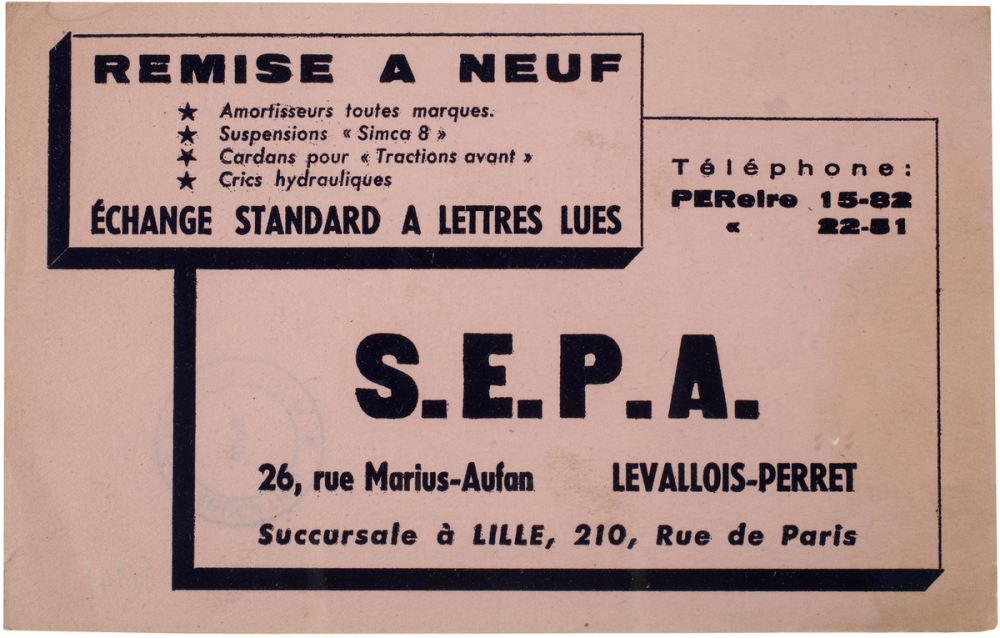 REMISE A NEUF
★ Amortisseurs toutes marques.
★ Suspensions « Simca 8 »
★ Cardans pour « Tractions avant »
★ Crics hydrauliques
ÉCHANGE STANDARD A LETTRES LUES
Téléphone:
PEReire 15-82
« 22-51
S.E.P.A.
26, rue Marius-Aufan LEVALLOIS-PERRET
Succursale à LILLE, 210, Rue de Paris